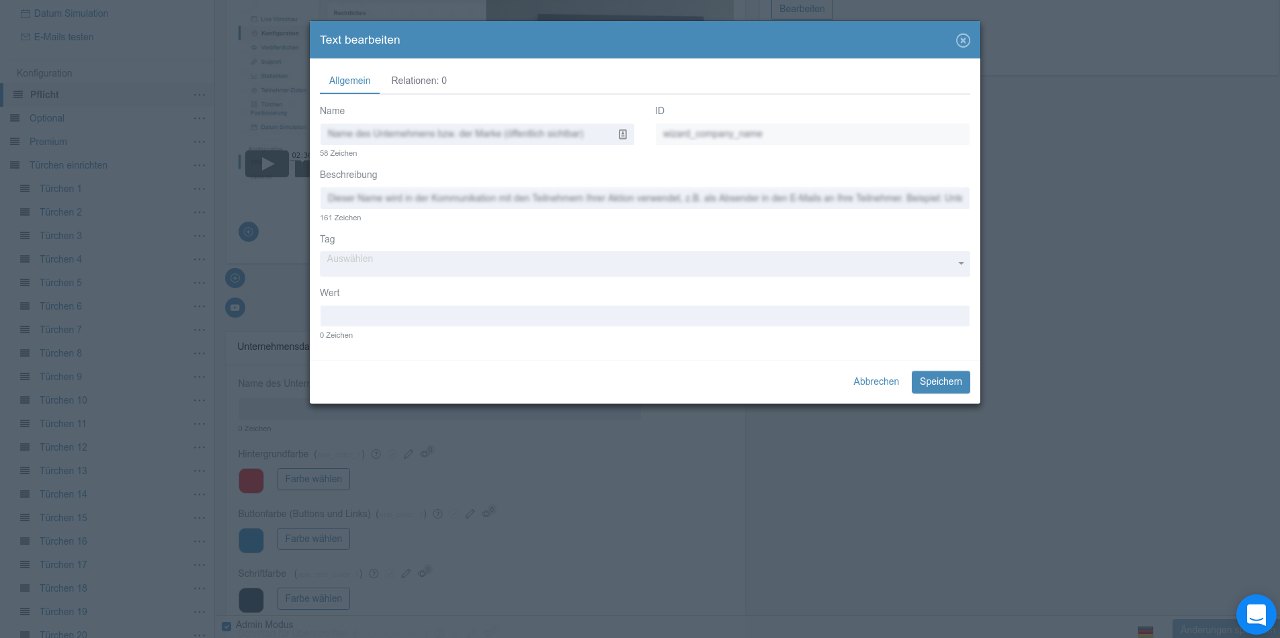 Datum Simulation
E-Mails testen
Konfiguration
Pflicht
Optional
Premium
Türchen einrichten
Türchen 1
Türchen 2
Türchen 3
Türchen 4
Türchen 5
Türchen 6
Türchen 7
Türchen 8
Türchen 9
Türchen 10
Türchen 11
Türchen 12
Türchen 13
Türchen 14
Türchen 15
Türchen 16
Türchen 17
Türchen 18
Türchen 19
Türchen 20
Bearbeiten
Text bearbeiten
Allgemein
Relationen: 0
Name
ID
Name des Unternehmens bzw. der Marke (öffentlich sichtbar)
wizard_company_name
58 Zeichen
Beschreibung
Dieser Name wird in der Kommunikation mit den Teilnehmern Ihrer Aktion verwendet, z.B. als Absender in den E-Mails an Ihre Teilnehmer. Beispiel:
161 Zeichen
Tag
Auswählen
Wert
0 Zeichen
Abbrechen
Speichern
Unternehmensda
Name des Untern
0 Zeichen
Hintergrundfarbe
Farbe wählen
Buttonfarbe (Buttons und Links)
Farbe wählen
Schriftfarbe
Farbe wählen
Admin Modus